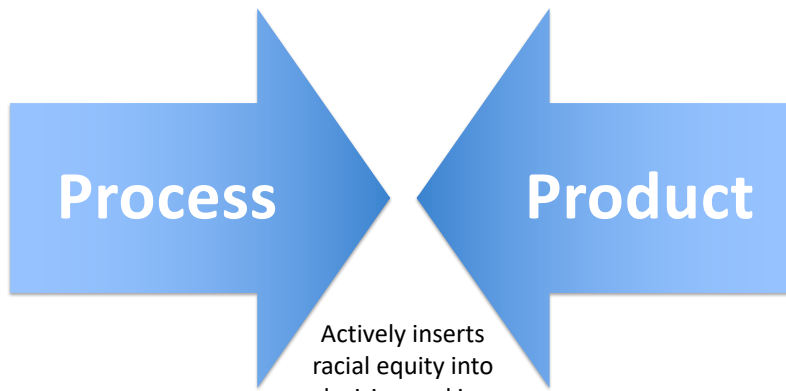 Process
Product
Actively inserts
racial equity into